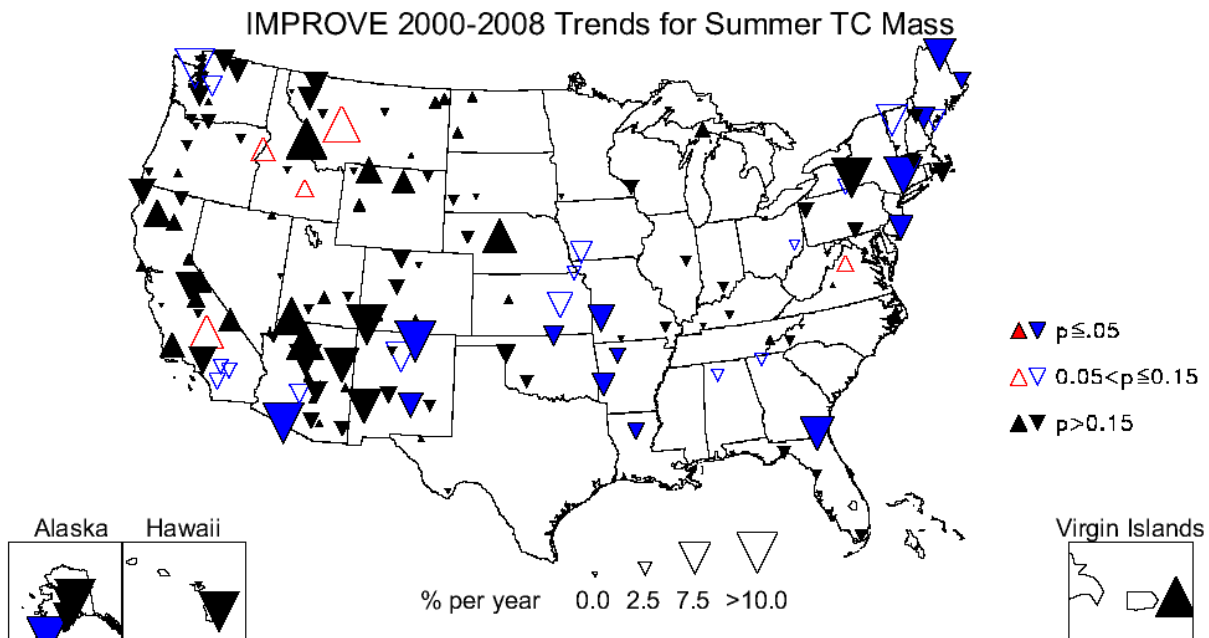 IMPROVE 2000-2008 Trends for Summer TC Mass
p≤.05
0.05<p≤0.15
p>0.15
Alaska
Hawaii
Virgin Islands
% per year 0.0 2.5 7.5 >10.0